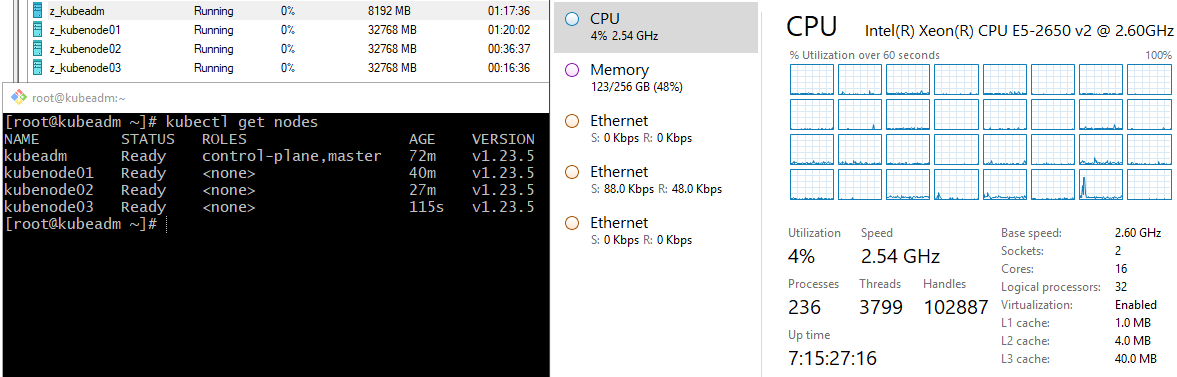 z_kubeadm Running 0% 8192 MB 01:17:36
z_kubenode01 Running 0% 32768 MB 01:20:02
z_kubenode02 Running 0% 32768 MB 00:36:37
z_kubenode03 Running 0% 32768 MB 00:16:36
root@kubeadm:~
[root@kubeadm ~]# kubectl get nodes
NAME STATUS ROLES AGE VERSION
kubeadm Ready control-plane,master 72m v1.23.5
kubenode01 Ready <none> 40m v1.23.5
kubenode02 Ready <none> 27m v1.23.5
kubenode03 Ready <none> 115s v1.23.5
[root@kubeadm ~]#
CPU
4% 2.54 GHz
Memory
123/256 GB (48%)
Ethernet
S: 0 Kbps R: 0 Kbps
Ethernet
S: 88.0 Kbps R: 48.0 Kbps
Ethernet
S: 0 Kbps R: 0 Kbps
CPU Intel(R) Xeon(R) CPU E5-2650 v2 @ 2.60GHz
% Utilization over 60 seconds 100%
Utilization Speed
4% 2.54 GHz
Processes Threads Handles
236 3799 102887
Up time
7:15:27:16
Base speed: 2.60 GHz
Sockets: 2
Cores: 16
Logical processors: 32
Virtualization: Enabled
L1 cache: 1.0 MB
L2 cache: 4.0 MB
L3 cache: 40.0 MB